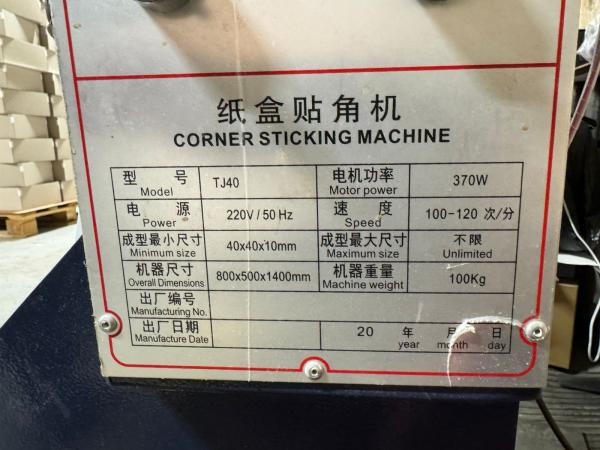 纸盒贴角机
CORNER STICKING MACHINE
型 号 TJ40 电机功率 370W
Model Motor power
电 源 220V / 50 Hz 速 度 100-120 次/分
Power Speed
成型最小尺寸 40x40x10mm 成型最大尺寸 不限
Minimum size Maximum size Unlimited
机器尺寸 800x500x1400mm 机器重量 100Kg
Overall Dimensions Machine weight
出厂编号
Manufacturing No.
出厂日期 20 年 月 日
Manufacture Date year month day